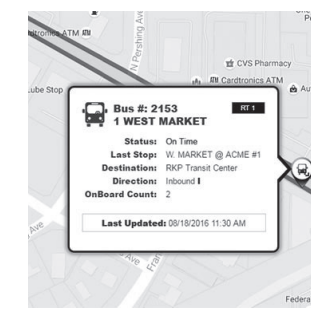 N Pershing Ave
ATM
CVS Pharmacy
Cardtronics ATM
Lube Stop
Au
Bus #: 2153
RT 1
1 WEST MARKET
Status: On Time
Last Stop: W. MARKET @ ACME #1
Destination: RKP Transit Center
Direction: Inbound I
OnBoard Count: 2
Last Updated: 08/18/2016 11:30 AM
Ave
Fran
Federa